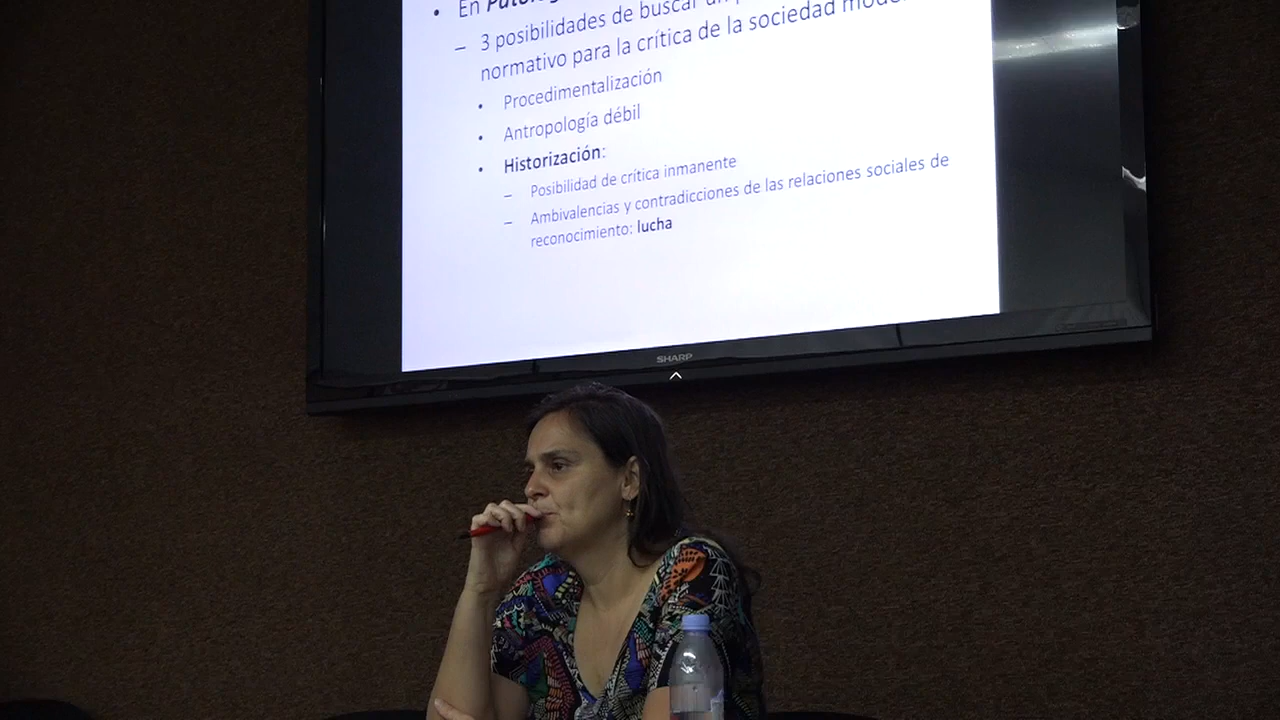 En
3 posibilidades de buscar un
normativo para la crítica de la sociedad
Procedimentalización
Antropología débil
Historización:
Posibilidad de crítica inmanente
Ambivalencias y contradicciones de las relaciones sociales de
reconocimiento: lucha
SHARP